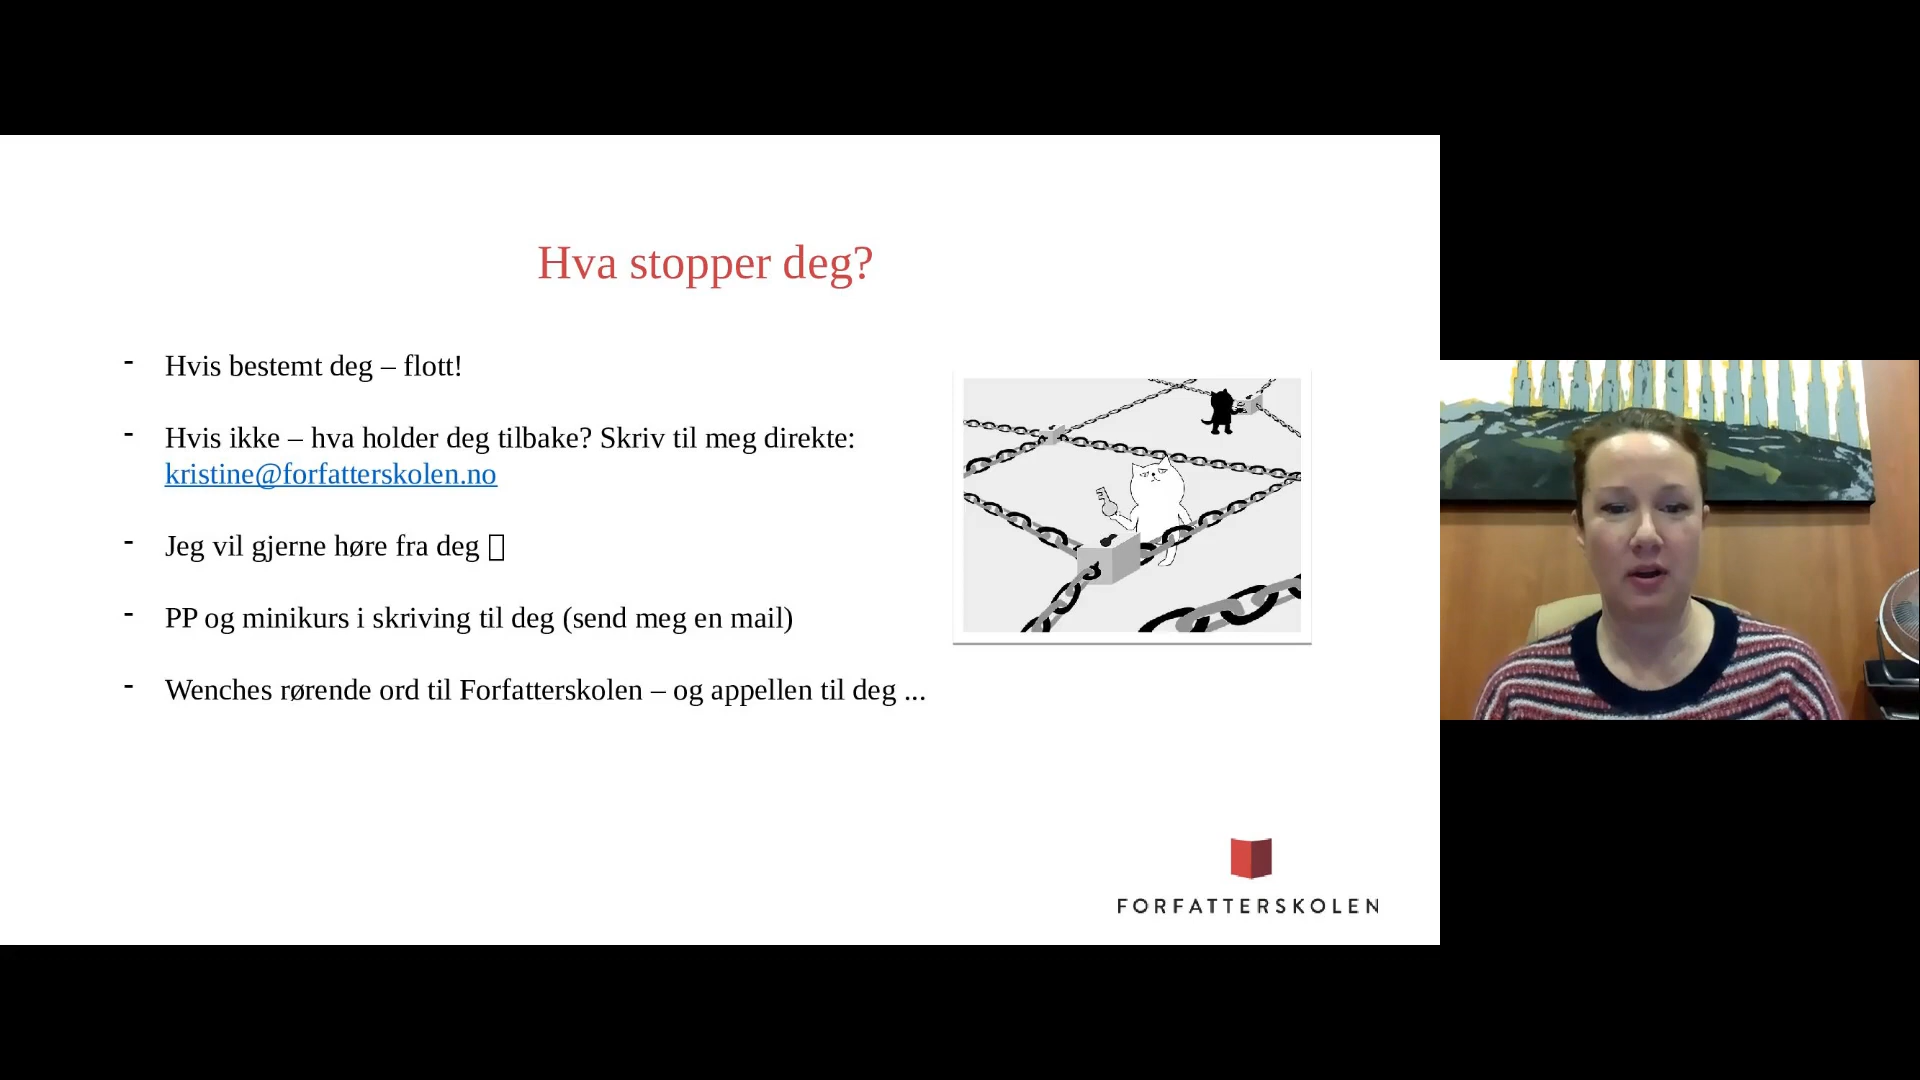 Hva stopper deg?
- Hvis bestemt deg – flott!
- Hvis ikke – hva holder deg tilbake? Skriv til meg direkte:
kristine@forfatterskolen.no
- Jeg vil gjerne høre fra deg
- PP og minikurs i skriving til deg (send meg en mail)
- Wenches rørende ord til Forfatterskolen – og appellen til deg ...
FORFATTERSKOLEN